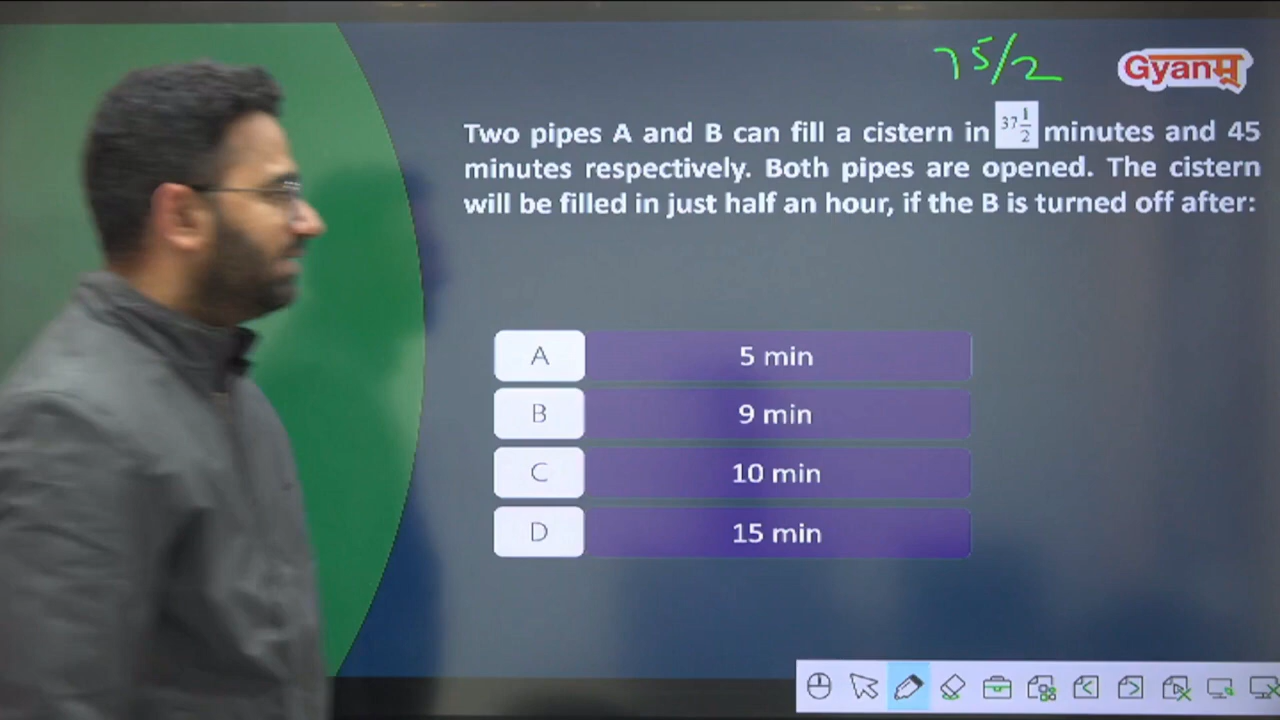 75/2
Gyanसू
Two pipes A and B can fill a cistern in 37 1/2 minutes and 45
minutes respectively. Both pipes are opened. The cistern
will be filled in just half an hour, if the B is turned off after:
A 5 min
B 9 min
C 10 min
D 15 min